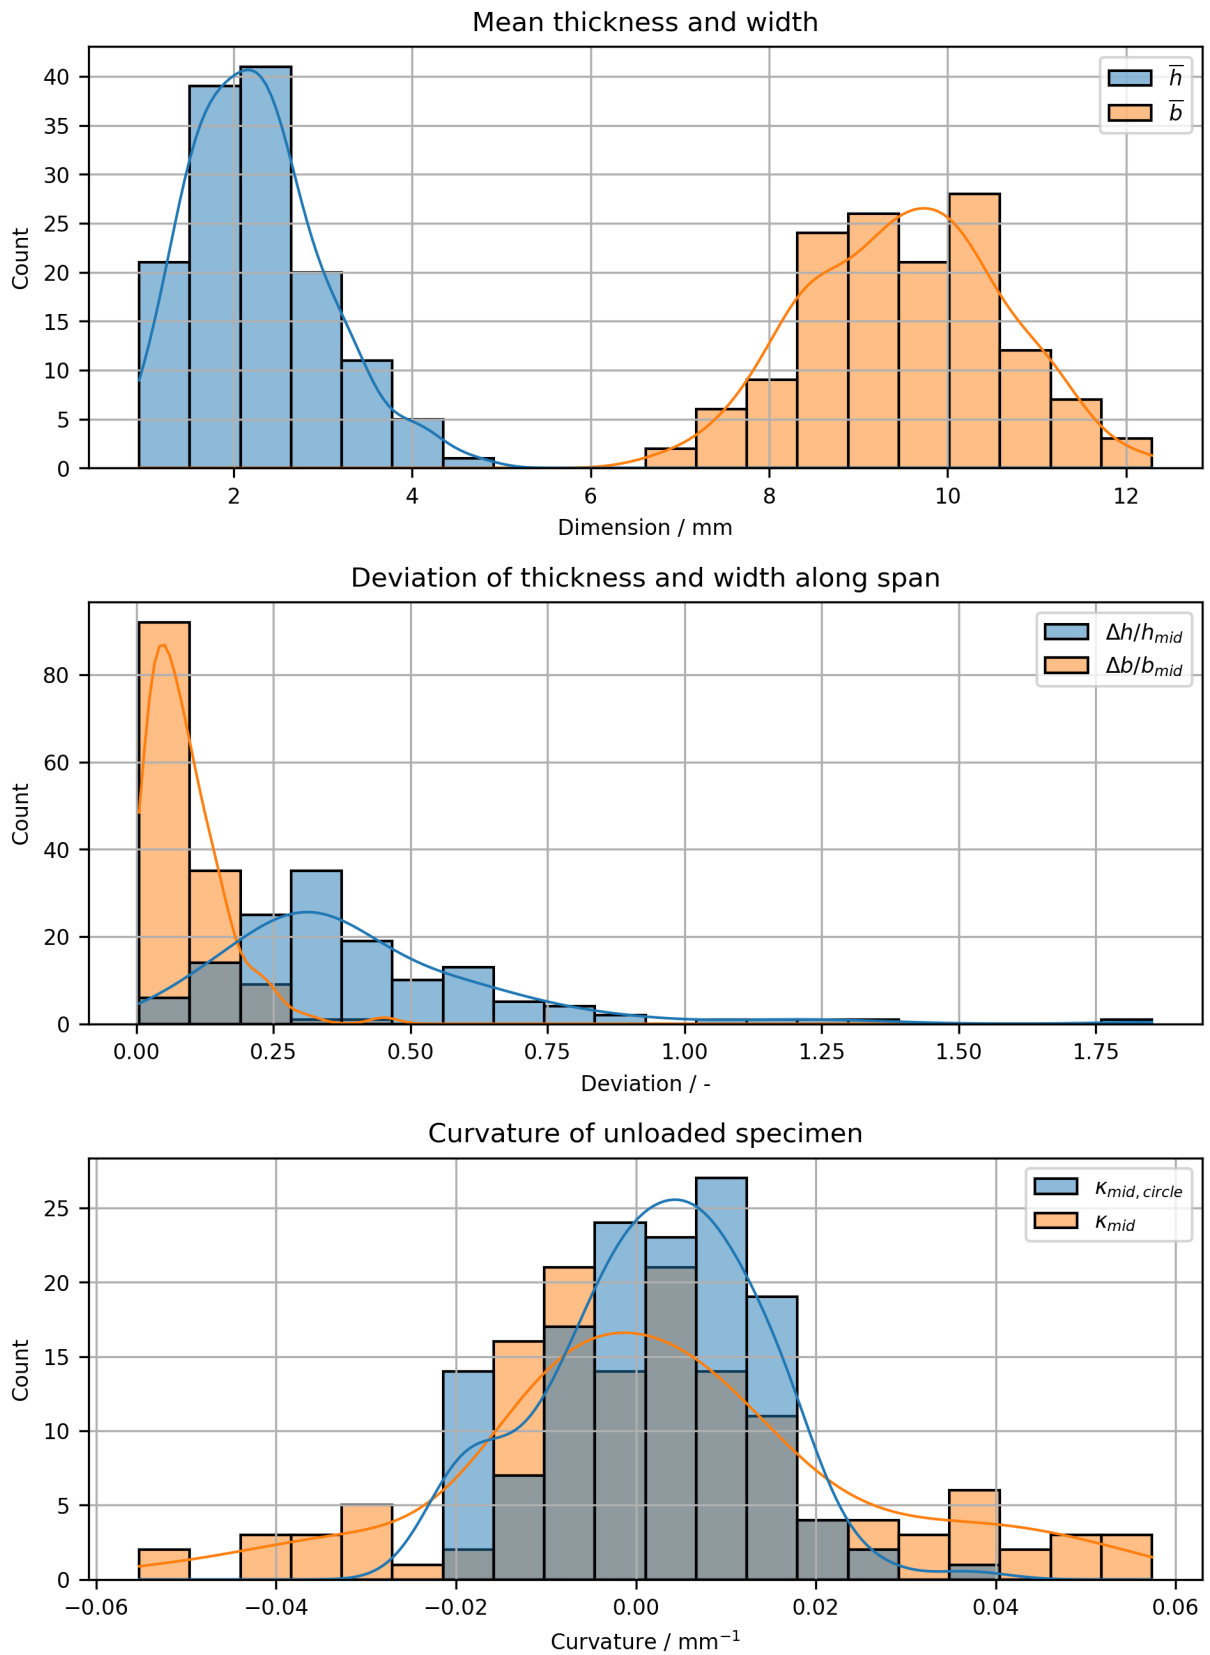 Mean thickness and width
40
35
30
25
20
15
10
5
0
Count
h̅
b̅
2 4 6 8 10 12
Dimension / mm
Deviation of thickness and width along span
80
60
40
20
0
Count
Δh/h_mid
Δb/b_mid
0.00 0.25 0.50 0.75 1.00 1.25 1.50 1.75
Deviation / -
Curvature of unloaded specimen
25
20
15
10
5
0
Count
κ_mid, circle
κ_mid
−0.06 −0.04 −0.02 0.00 0.02 0.04 0.06
Curvature / mm⁻¹